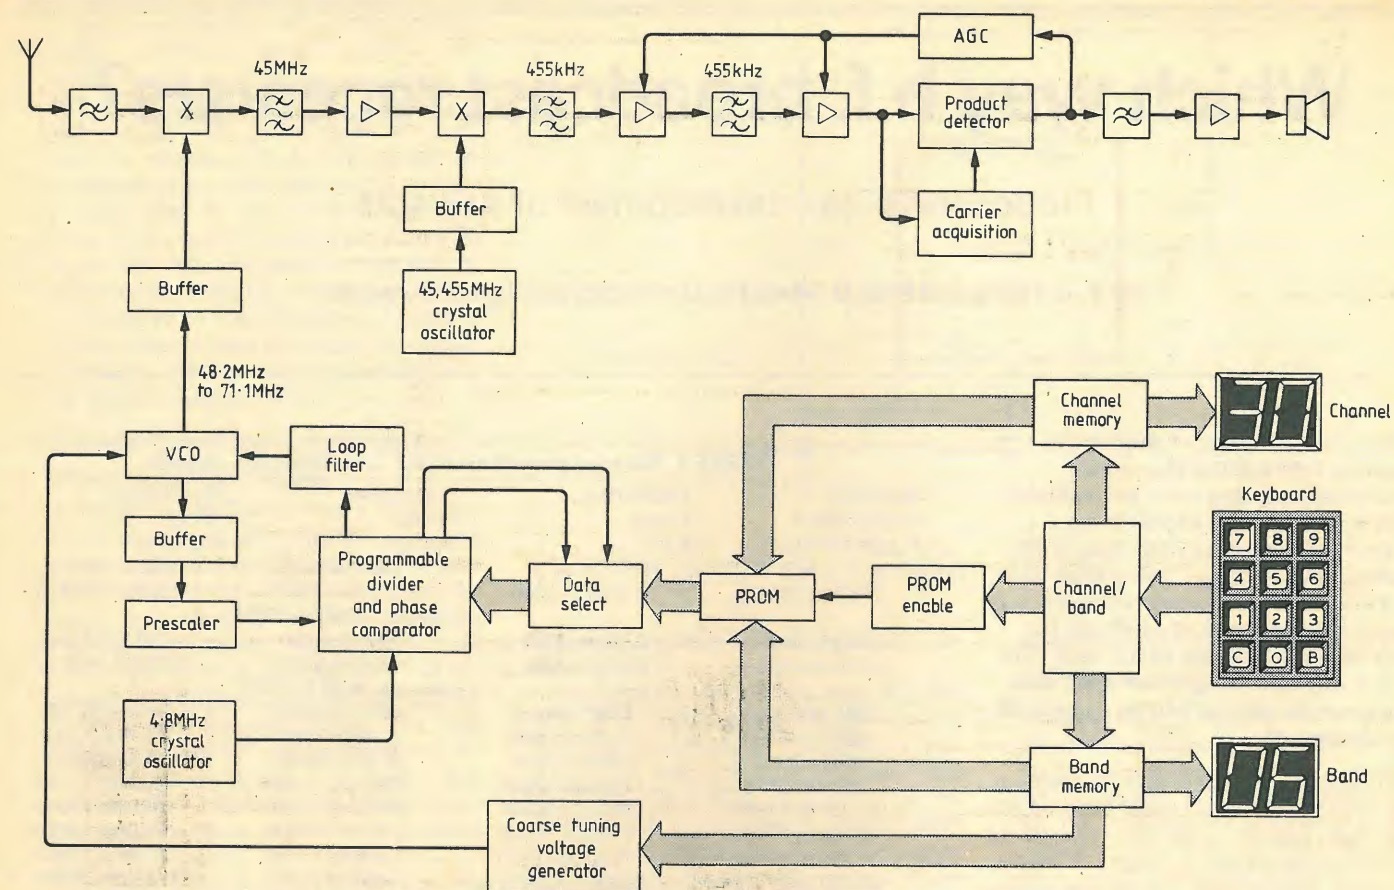 AGC
45MHz
455kHz
455kHz
X
X
Product
detector
Buffer
Carrier
acquisition
Buffer
45,455MHz
crystal
oscillator
48·2MHz
to 71·1MHz
Channel
memory
30
Channel
VCO
Loop
filter
Keyboard
Buffer
Programmable
divider
and phase
comparator
Data
select
PROM
PROM
enable
Channel/
band
7 8 9
4 5 6
1 2 3
C 0 B
Prescaler
4·8MHz
crystal
oscillator
Band
memory
06
Band
Coarse tuning
voltage
generator